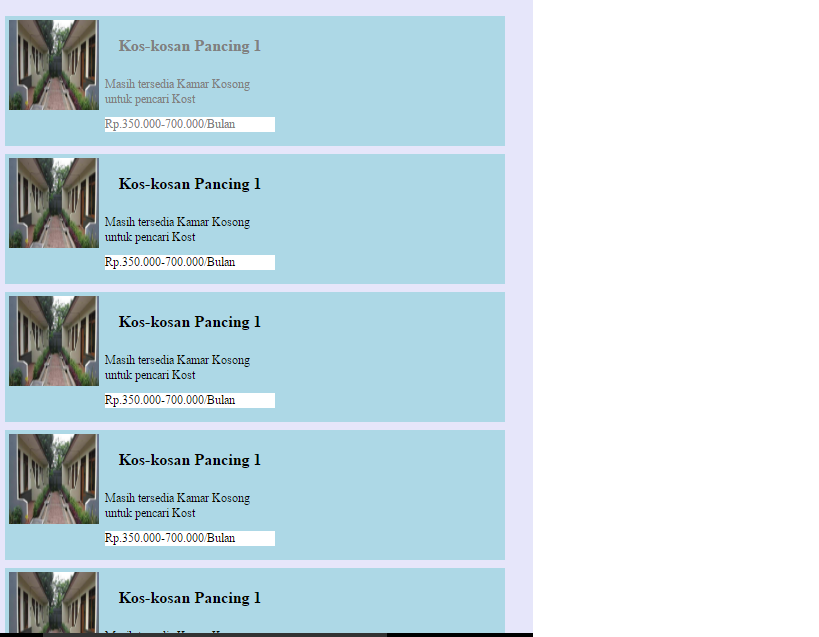 Kos-kosan Pancing 1
Masih tersedia Kamar Kosong
untuk pencari Kost
Rp.350.000-700.000/Bulan
Kos-kosan Pancing 1
Masih tersedia Kamar Kosong
untuk pencari Kost
Rp.350.000-700.000/Bulan
Kos-kosan Pancing 1
Masih tersedia Kamar Kosong
untuk pencari Kost
Rp.350.000-700.000/Bulan
Kos-kosan Pancing 1
Masih tersedia Kamar Kosong
untuk pencari Kost
Rp.350.000-700.000/Bulan
Kos-kosan Pancing 1